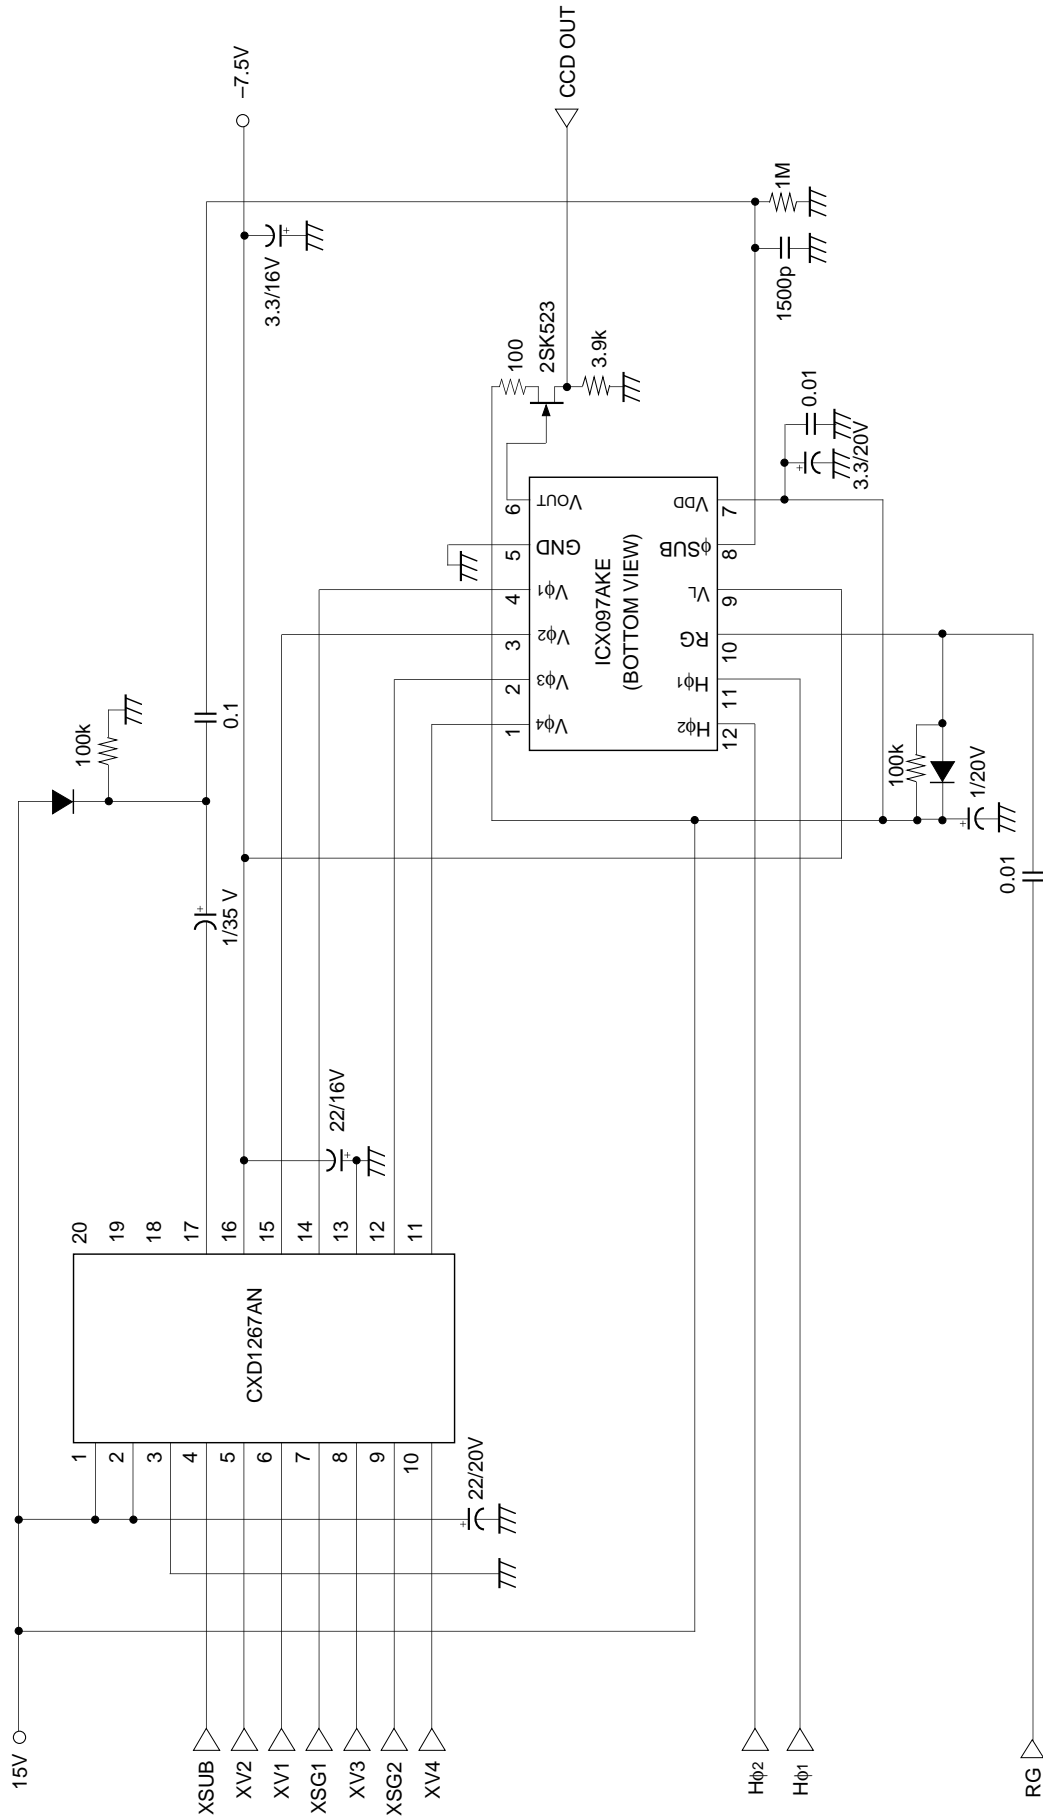 15V
XSUB
XV2
XV1
XSG1
XV3
XSG2
XV4
Hϕ2
Hϕ1
RG
CXD1267AN
1
2
3
4
5
6
7
8
9
10
20
19
18
17
16
15
14
13
12
11
22/20V
22/16V
1/35 V
100k
0.1
–7.5V
3.3/16V
ICX097AKE
(BOTTOM VIEW)
1
2
3
4
5
6
Vϕ4
Vϕ3
Vϕ2
Vϕ1
GND
VOUT
12
11
10
9
8
7
Hϕ2
Hϕ1
RG
VL
ϕSUB
VDD
100
2SK523
3.9k
CCD OUT
1500p
1M
0.01
3.3/20V
100k
1/20V
0.01